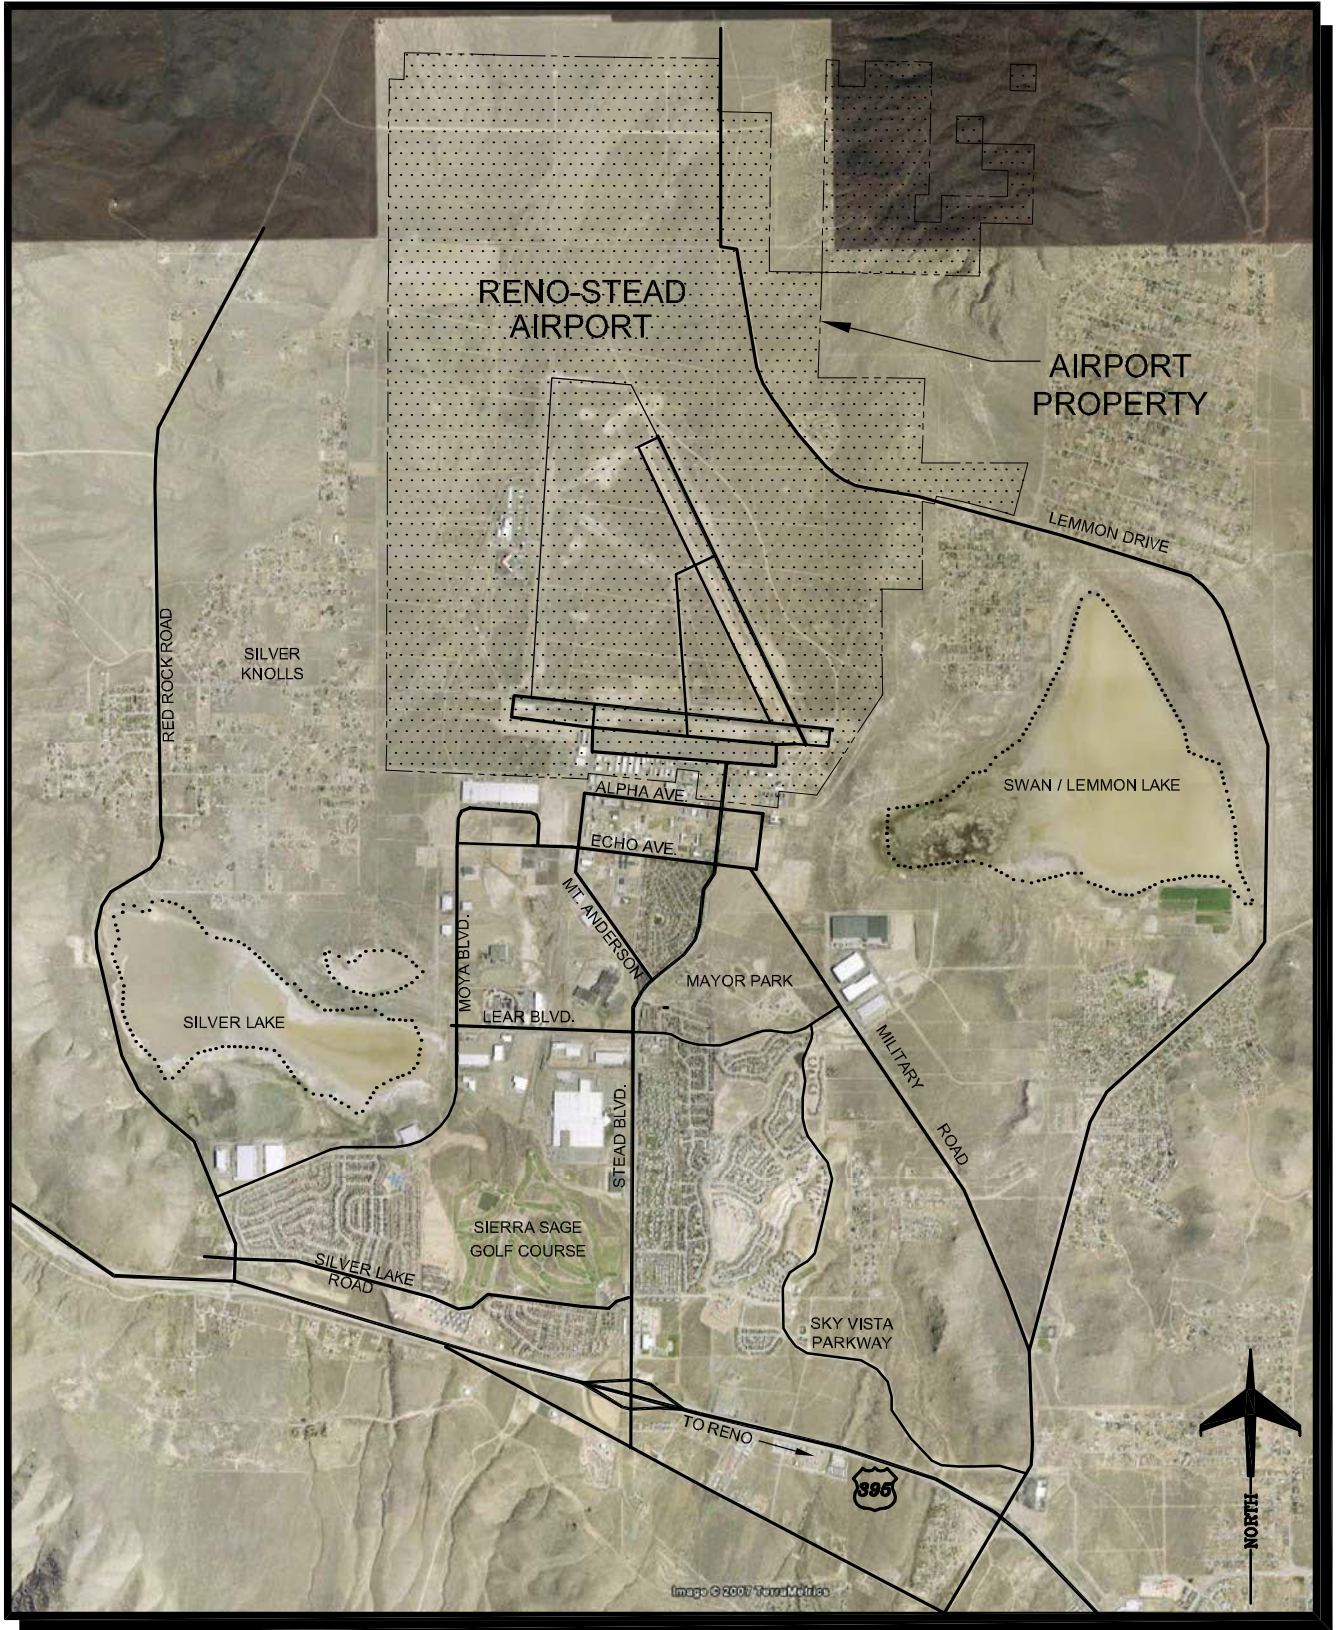 RENO-STEAD
AIRPORT
AIRPORT
PROPERTY
LEMMON DRIVE
RED ROCK ROAD
SILVER
KNOLLS
SWAN / LEMMON LAKE
ALPHA AVE.
ECHO AVE.
MT. ANDERSON
MOYA BLVD.
MAYOR PARK
SILVER LAKE
LEAR BLVD.
MILITARY
ROAD
STEAD BLVD.
SIERRA SAGE
GOLF COURSE
SILVER LAKE
ROAD
SKY VISTA
PARKWAY
TO RENO
395
NORTH
Image © 2007 TerraMetrics